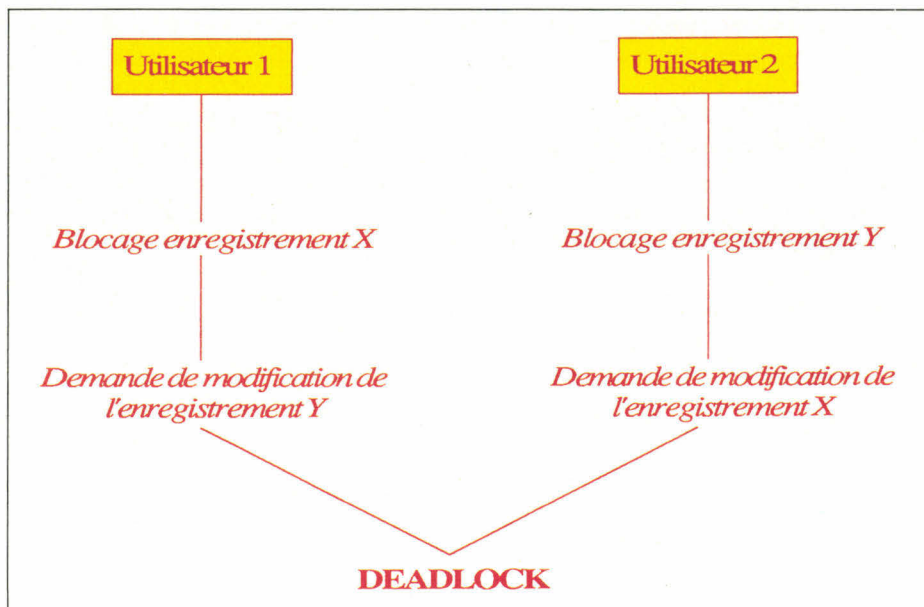 Utilisateur 1
Utilisateur 2
Blocage enregistrement X
Blocage enregistrement Y
Demande de modification de
l'enregistrement Y
Demande de modification de
l'enregistrement X
DEADLOCK